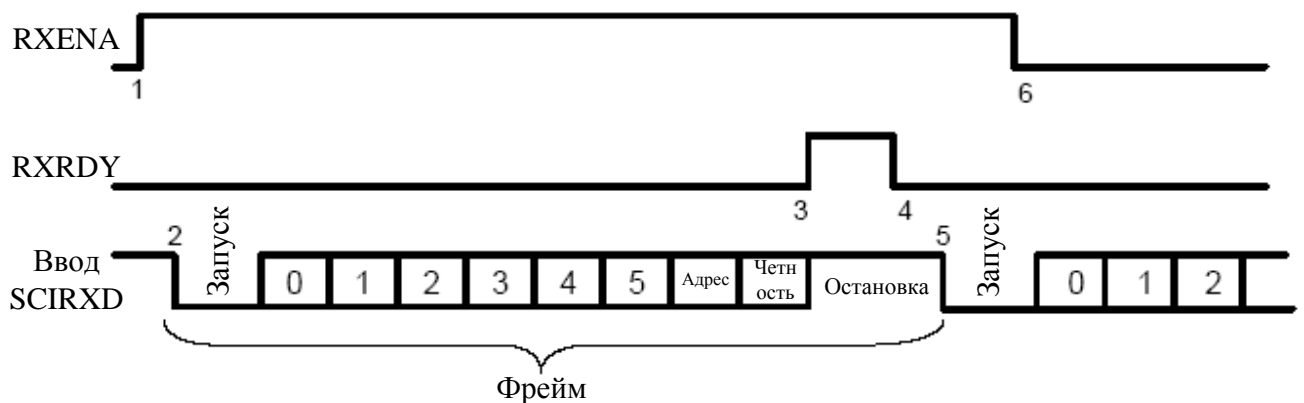 RXENA
1
6
RXRDY
3
4
Ввод
SCIRXD
2
Запуск
0 1 2 3 4 5 Адрес Четн
ость Остановка
5
Запуск
0 1 2
Фрейм